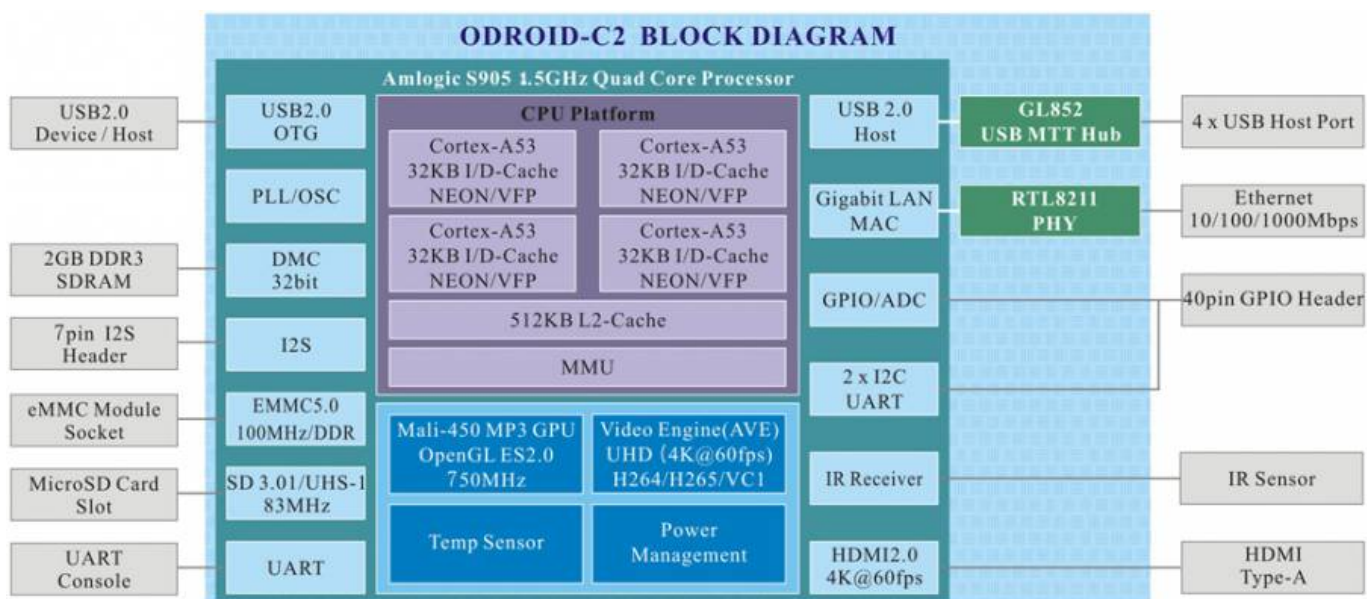 ODROID-C2 BLOCK DIAGRAM
Amlogic S905 1.5GHz Quad Core Processor
USB2.0
Device / Host
2GB DDR3
SDRAM
7pin I2S
Header
eMMC Module
Socket
MicroSD Card
Slot
UART
Console
USB2.0
OTG
PLL/OSC
DMC
32bit
I2S
EMMC5.0
100MHz/DDR
SD 3.01/UHS-1
83MHz
UART
CPU Platform
Cortex-A53
32KB I/D-Cache
NEON/VFP
Cortex-A53
32KB I/D-Cache
NEON/VFP
Cortex-A53
32KB I/D-Cache
NEON/VFP
Cortex-A53
32KB I/D-Cache
NEON/VFP
512KB L2-Cache
MMU
Mali-450 MP3 GPU
OpenGL ES2.0
750MHz
Video Engine(AVE)
UHD (4K@60fps)
H264/H265/VC1
Temp Sensor
Power
Management
USB 2.0
Host
Gigabit LAN
MAC
GPIO/ADC
2 x I2C
UART
IR Receiver
HDMI2.0
4K@60fps
GL852
USB MTT Hub
RTL8211
PHY
4 x USB Host Port
Ethernet
10/100/1000Mbps
40pin GPIO Header
IR Sensor
HDMI
Type-A